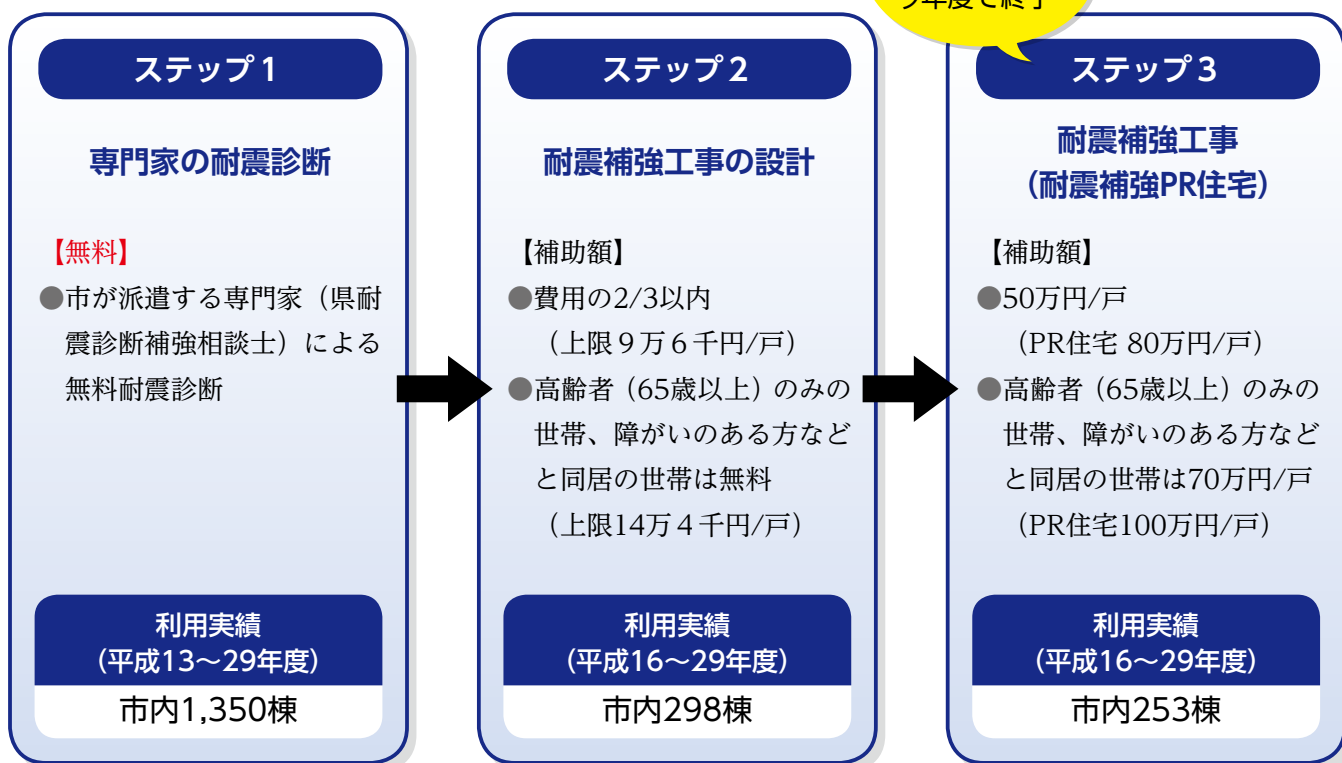 今年度で終了
ステップ1
専門家の耐震診断
【無料】
●市が派遣する専門家（県耐
震診断補強相談士）による
無料耐震診断
利用実績
（平成13～29年度）
市内1,350棟
ステップ2
耐震補強工事の設計
【補助額】
●費用の2/3以内
（上限９万６千円/戸）
●高齢者（65歳以上）のみの
世帯、障がいのある方など
と同居の世帯は無料
（上限14万４千円/戸）
利用実績
（平成16～29年度）
市内298棟
ステップ3
耐震補強工事
（耐震補強PR住宅）
【補助額】
●50万円/戸
（PR住宅 80万円/戸）
●高齢者（65歳以上）のみの
世帯、障がいのある方など
と同居の世帯は70万円/戸
（PR住宅100万円/戸）
利用実績
（平成16～29年度）
市内253棟